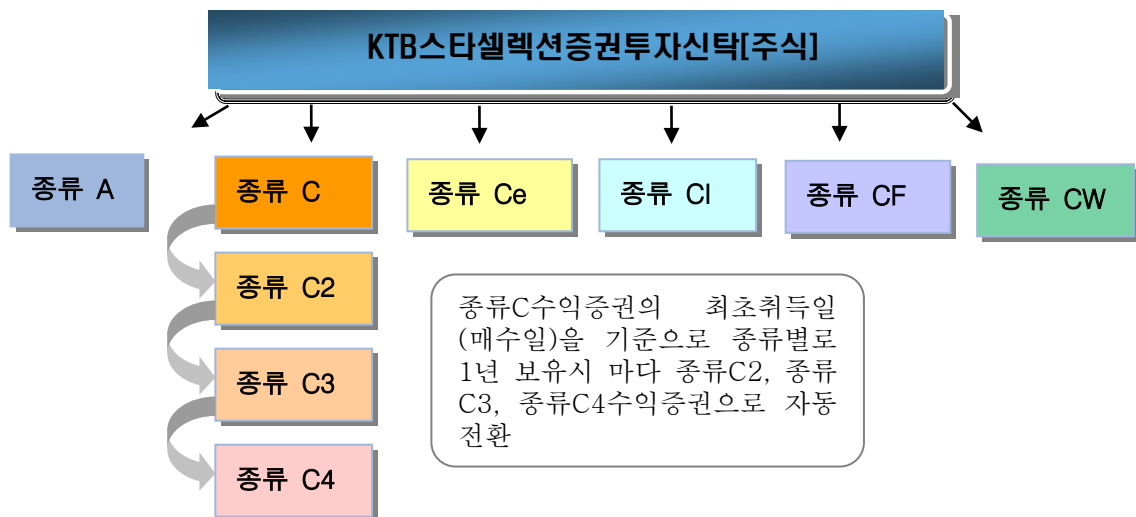 KTB스타셀렉션증권투자신탁[주식]
종류 A
종류 C
종류 Ce
종류 CI
종류 CF
종류 CW
종류 C2
종류 C3
종류 C4
종류C수익증권의 최초취득일
(매수일)을 기준으로 종류별로
1년 보유시 마다 종류C2, 종류
C3, 종류C4수익증권으로 자동
전환